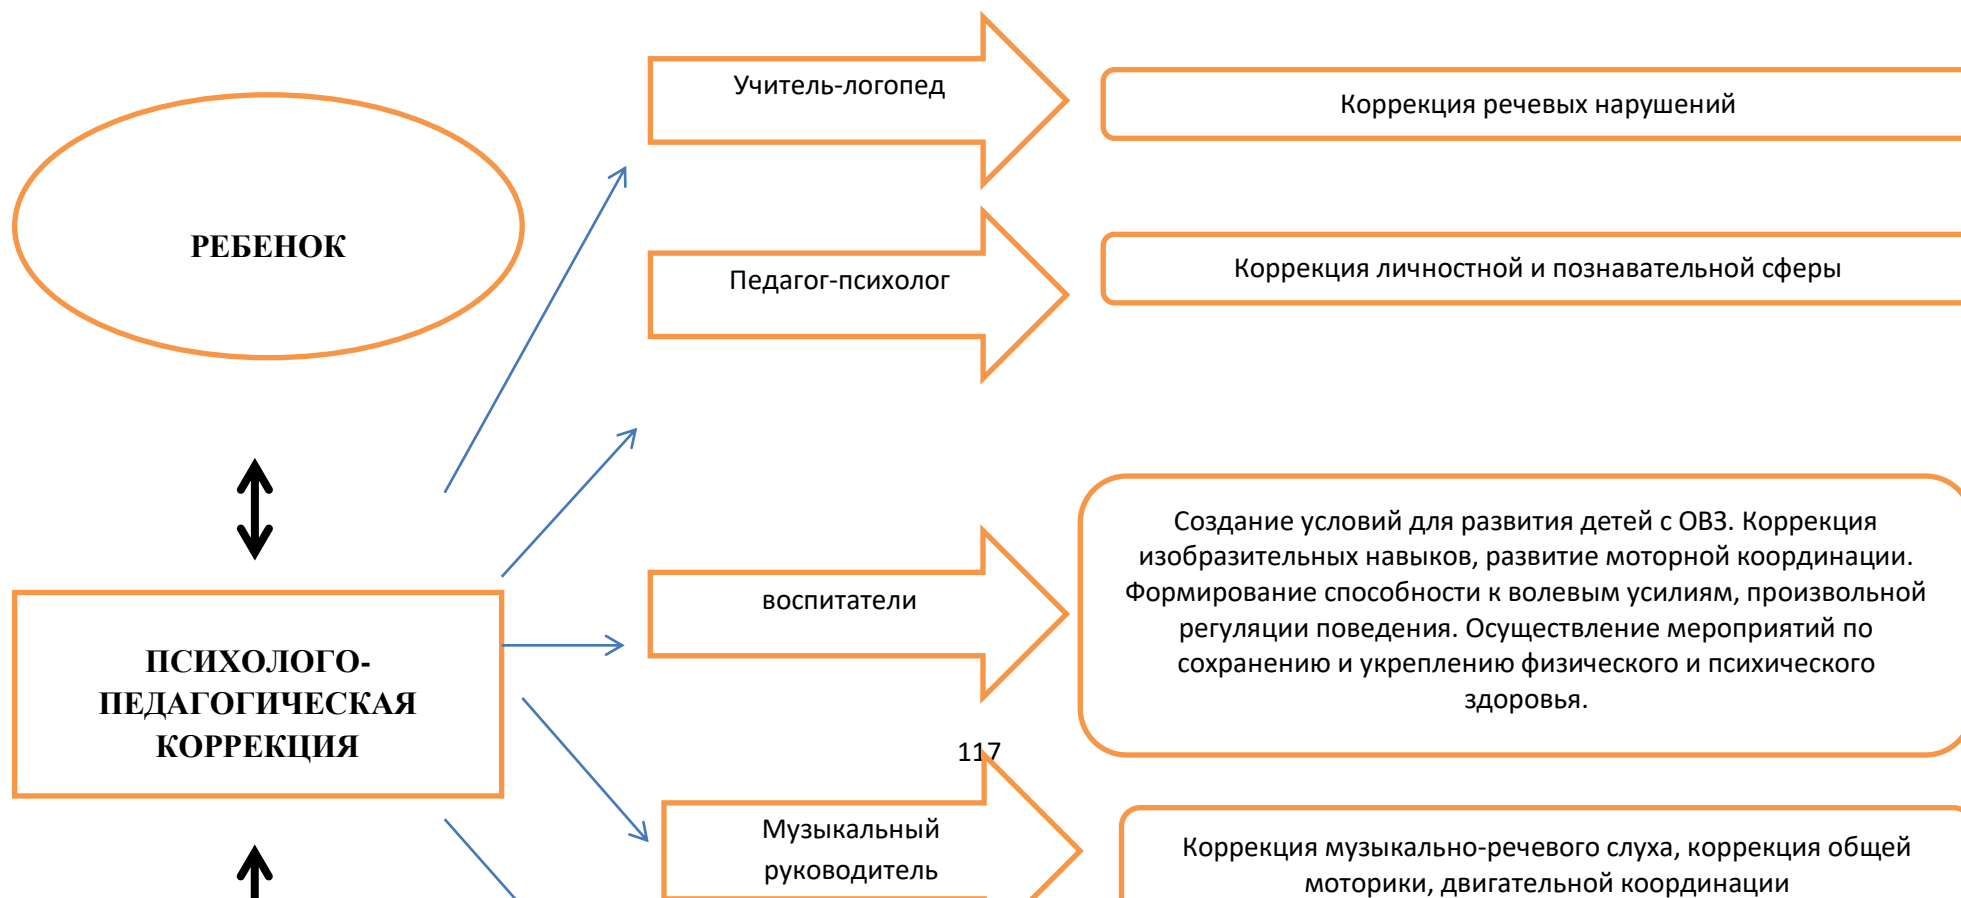 Учитель-логопед
Коррекция речевых нарушений
РЕБЕНОК
Педагог-психолог
Коррекция личностной и познавательной сферы
воспитатели
Создание условий для развития детей с ОВЗ. Коррекция
изобразительных навыков, развитие моторной координации.
Формирование способности к волевым усилиям, произвольной
регуляции поведения. Осуществление мероприятий по
сохранению и укреплению физического и психического
здоровья.
ПСИХОЛОГО-
ПЕДАГОГИЧЕСКАЯ
КОРРЕКЦИЯ
117
Музыкальный
руководитель
Коррекция музыкально-речевого слуха, коррекция общей
моторики, двигательной координации